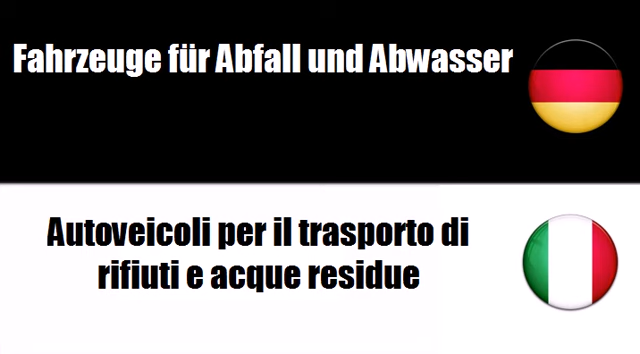 Fahrzeuge für Abfall und Abwasser
Autoveicoli per il trasporto di
rifiuti e acque residue